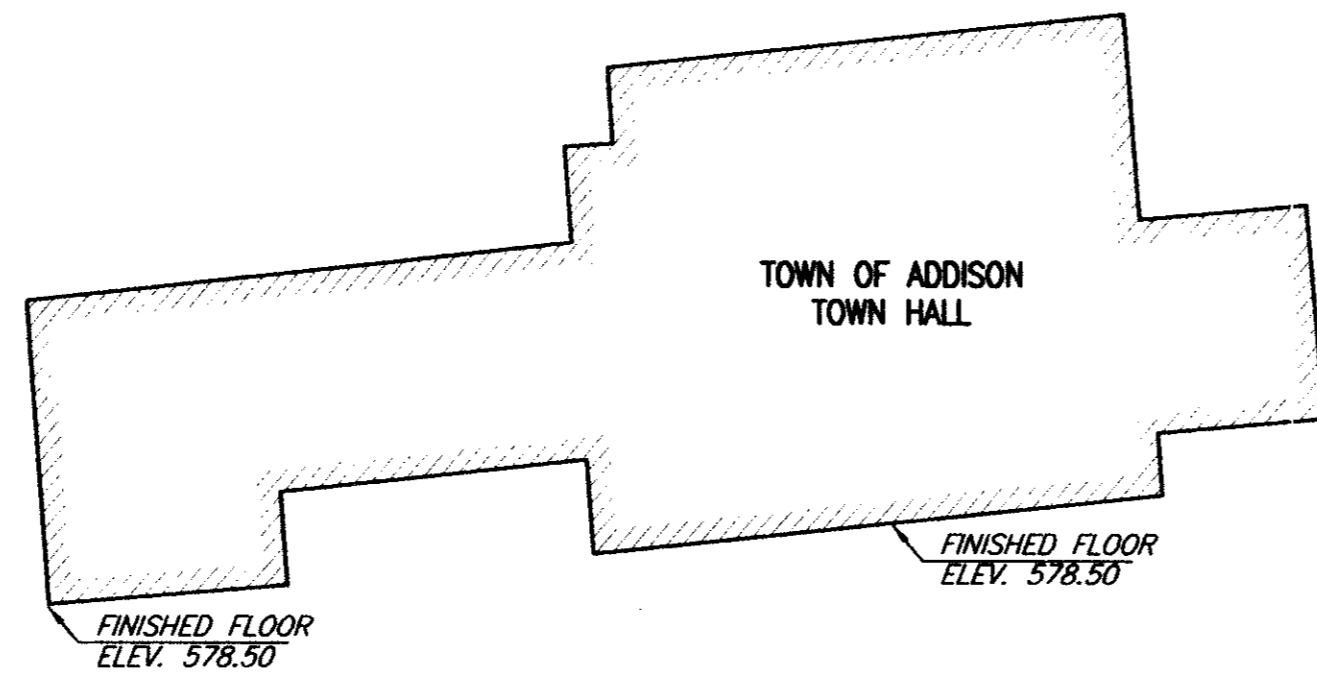 TOWN OF ADDISON
TOWN HALL
FINISHED FLOOR
ELEV. 578.50
FINISHED FLOOR
ELEV. 578.50